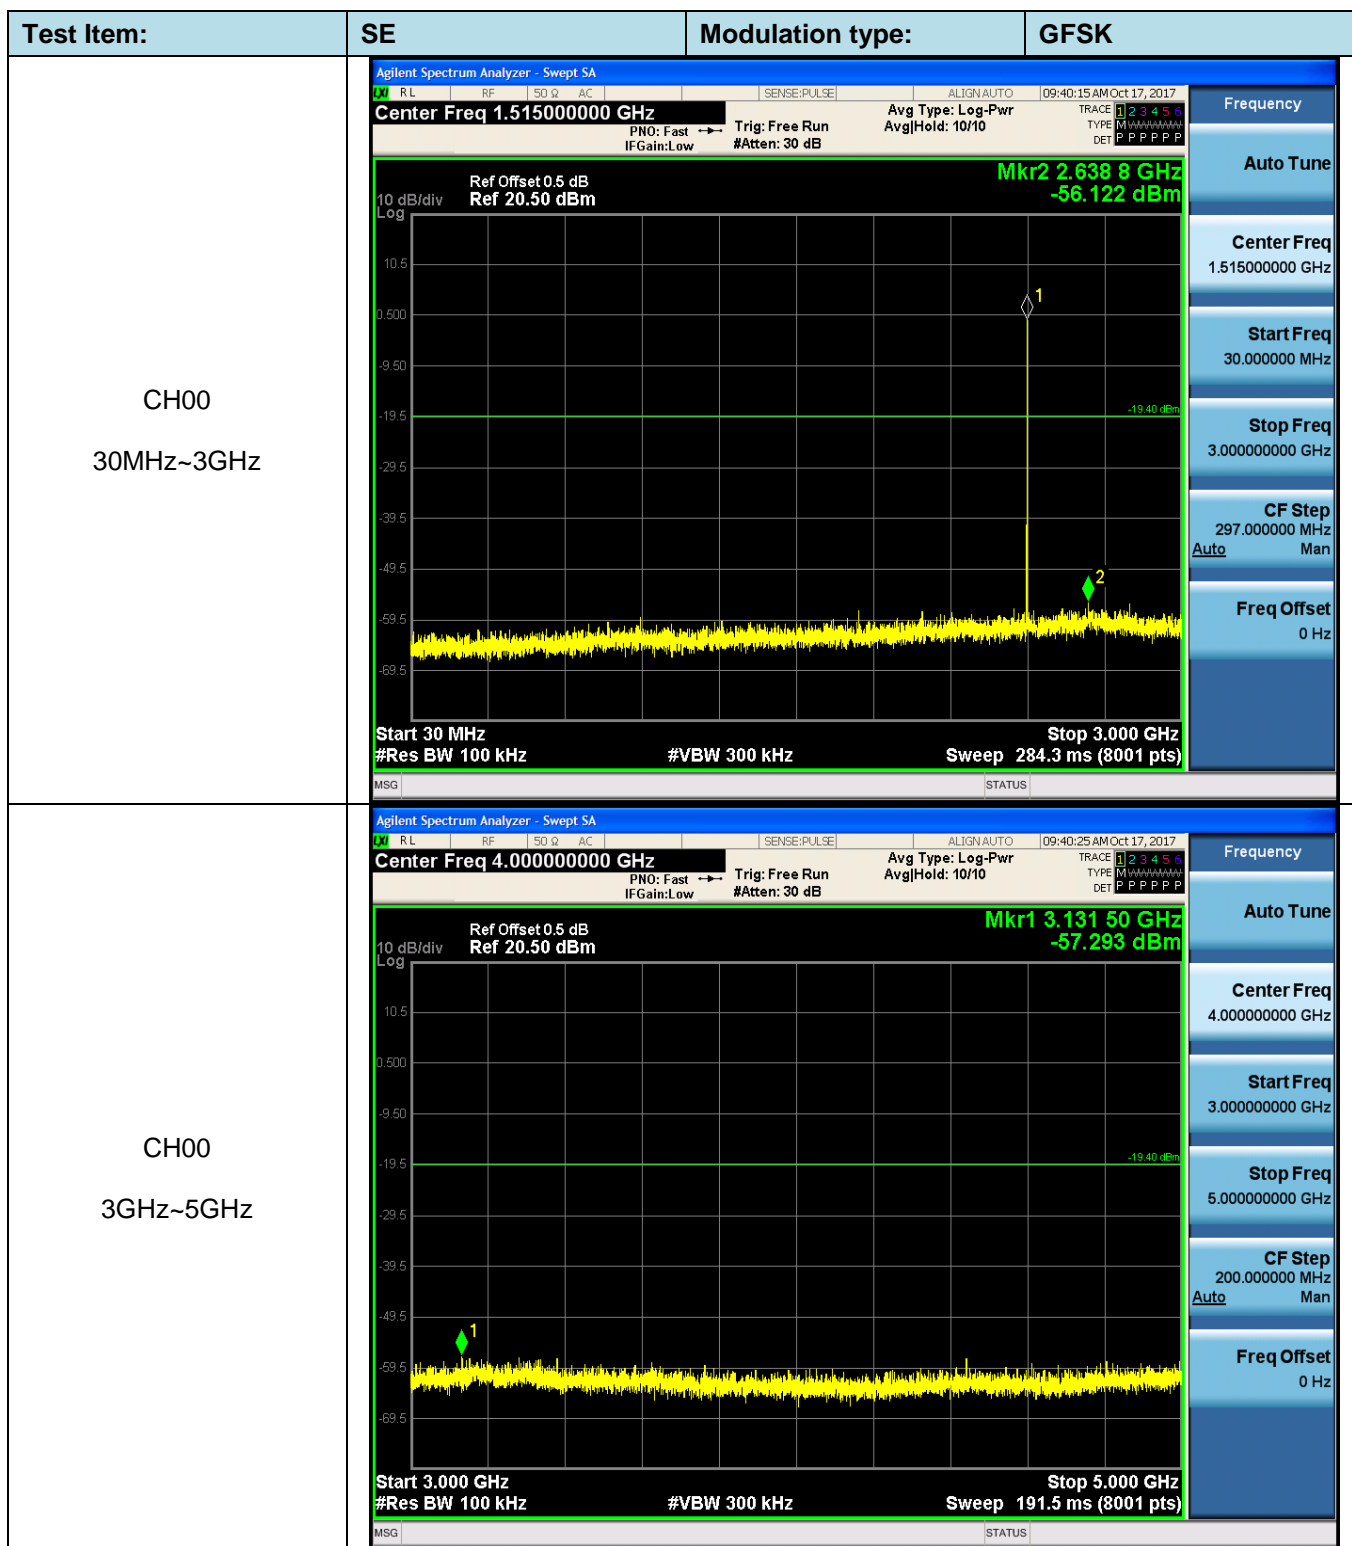 Test Item: SE Modulation type: GFSK
CH00
30MHz~3GHz
Agilent Spectrum Analyzer - Swept SA
LXI RL RF 50 Ω AC SENSE:PULSE ALIGN AUTO 09:40:15 AM Oct 17, 2017
Center Freq 1.515000000 GHz
PNO: Fast
IFGain:Low
Trig: Free Run
#Atten: 30 dB
Avg Type: Log-Pwr
Avg|Hold: 10/10
TRACE 1 2 3 4 5 6
TYPE M
DET P P P P P P
Mkr2 2.638 8 GHz
-56.122 dBm
Ref Offset 0.5 dB
10 dB/div Ref 20.50 dBm
Log
10.5
0.500
-9.50
-19.5
-29.5
-39.5
-49.5
-59.5
-69.5
1
-19.40 dBm
2
Start 30 MHz Stop 3.000 GHz
#Res BW 100 kHz #VBW 300 kHz Sweep 284.3 ms (8001 pts)
MSG STATUS
Frequency
Auto Tune
Center Freq
1.515000000 GHz
Start Freq
30.000000 MHz
Stop Freq
3.000000000 GHz
CF Step
297.000000 MHz
Auto Man
Freq Offset
0 Hz
CH00
3GHz~5GHz
Agilent Spectrum Analyzer - Swept SA
LXI RL RF 50 Ω AC SENSE:PULSE ALIGN AUTO 09:40:25 AM Oct 17, 2017
Center Freq 4.000000000 GHz
PNO: Fast
IFGain:Low
Trig: Free Run
#Atten: 30 dB
Avg Type: Log-Pwr
Avg|Hold: 10/10
TRACE 1 2 3 4 5 6
TYPE M
DET P P P P P P
Mkr1 3.131 50 GHz
-57.293 dBm
Ref Offset 0.5 dB
10 dB/div Ref 20.50 dBm
Log
10.5
0.500
-9.50
-19.5
-29.5
-39.5
-49.5
-59.5
-69.5
-19.40 dBm
1
Start 3.000 GHz Stop 5.000 GHz
#Res BW 100 kHz #VBW 300 kHz Sweep 191.5 ms (8001 pts)
MSG STATUS
Frequency
Auto Tune
Center Freq
4.000000000 GHz
Start Freq
3.000000000 GHz
Stop Freq
5.000000000 GHz
CF Step
200.000000 MHz
Auto Man
Freq Offset
0 Hz